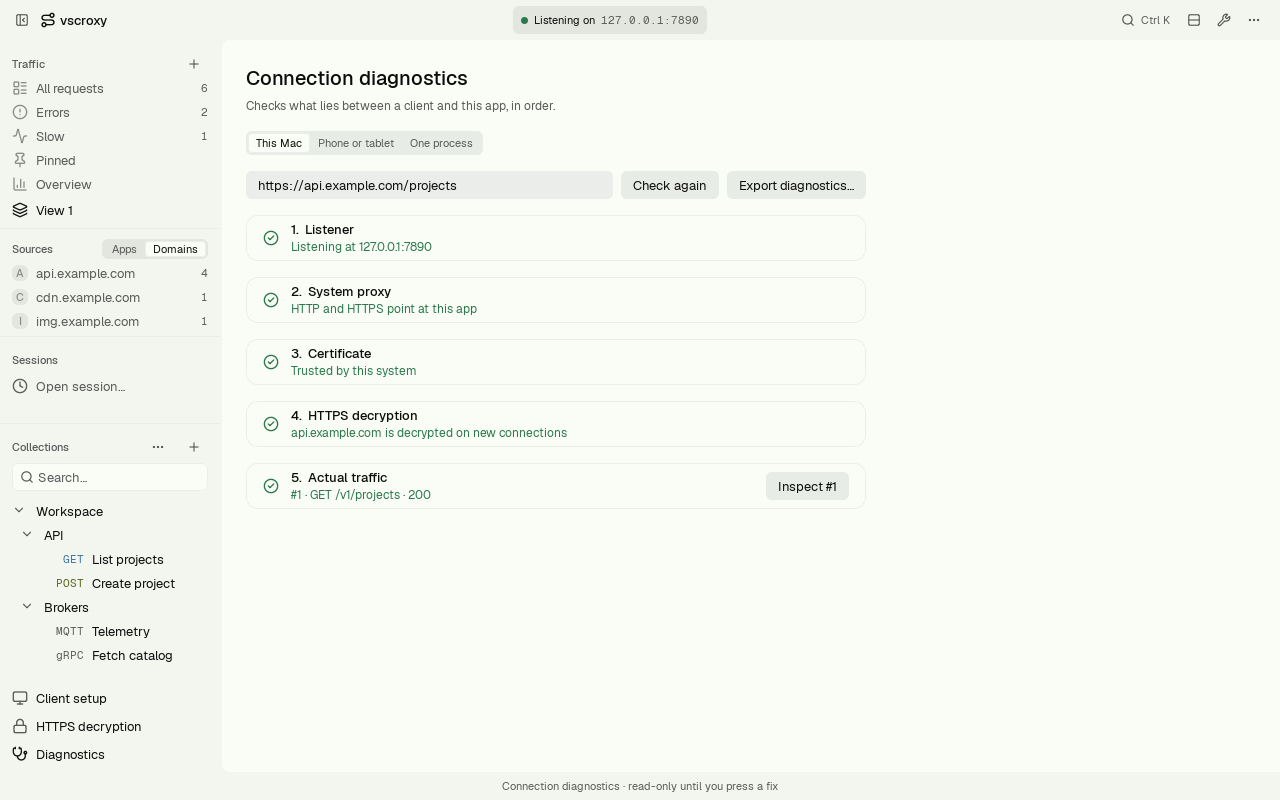 vscroxy
Listening on 127.0.0.1:7890
Ctrl K
Traffic
All requests 6
Errors 2
Slow 1
Pinned
Overview
View 1
Sources Apps Domains
A api.example.com 4
C cdn.example.com 1
I img.example.com 1
Sessions
Open session...
Collections
Search...
Workspace
API
GET List projects
POST Create project
Brokers
MQTT Telemetry
gRPC Fetch catalog
Client setup
HTTPS decryption
Diagnostics
Connection diagnostics
Checks what lies between a client and this app, in order.
This Mac Phone or tablet One process
https://api.example.com/projects Check again Export diagnostics...
1. Listener
Listening at 127.0.0.1:7890
2. System proxy
HTTP and HTTPS point at this app
3. Certificate
Trusted by this system
4. HTTPS decryption
api.example.com is decrypted on new connections
5. Actual traffic
#1 · GET /v1/projects · 200
Inspect #1
Connection diagnostics · read-only until you press a fix